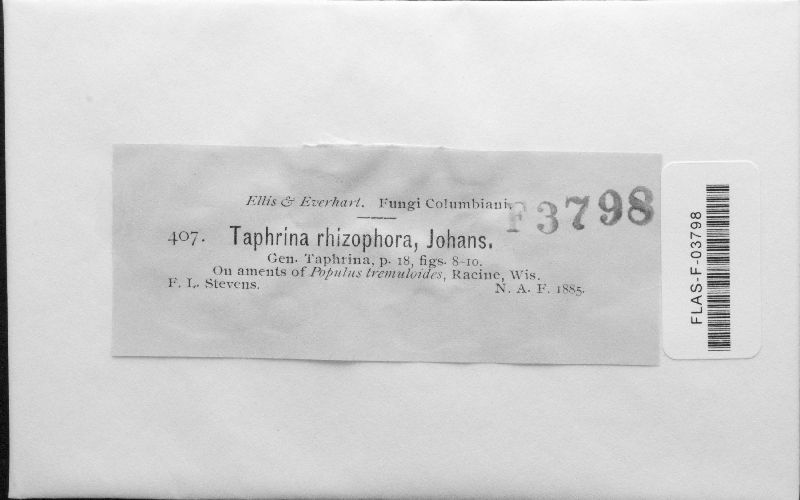 Ellis & Everhart. Fungi Columbiani.
F3798
407. Taphrina rhizophora, Johans.
Gen. Taphrina, p. 18, figs. 8-10.
On aments of Populus tremuloides, Racine, Wis.
F. L. Stevens. N. A. F. 1885.
FLAS-F-03798